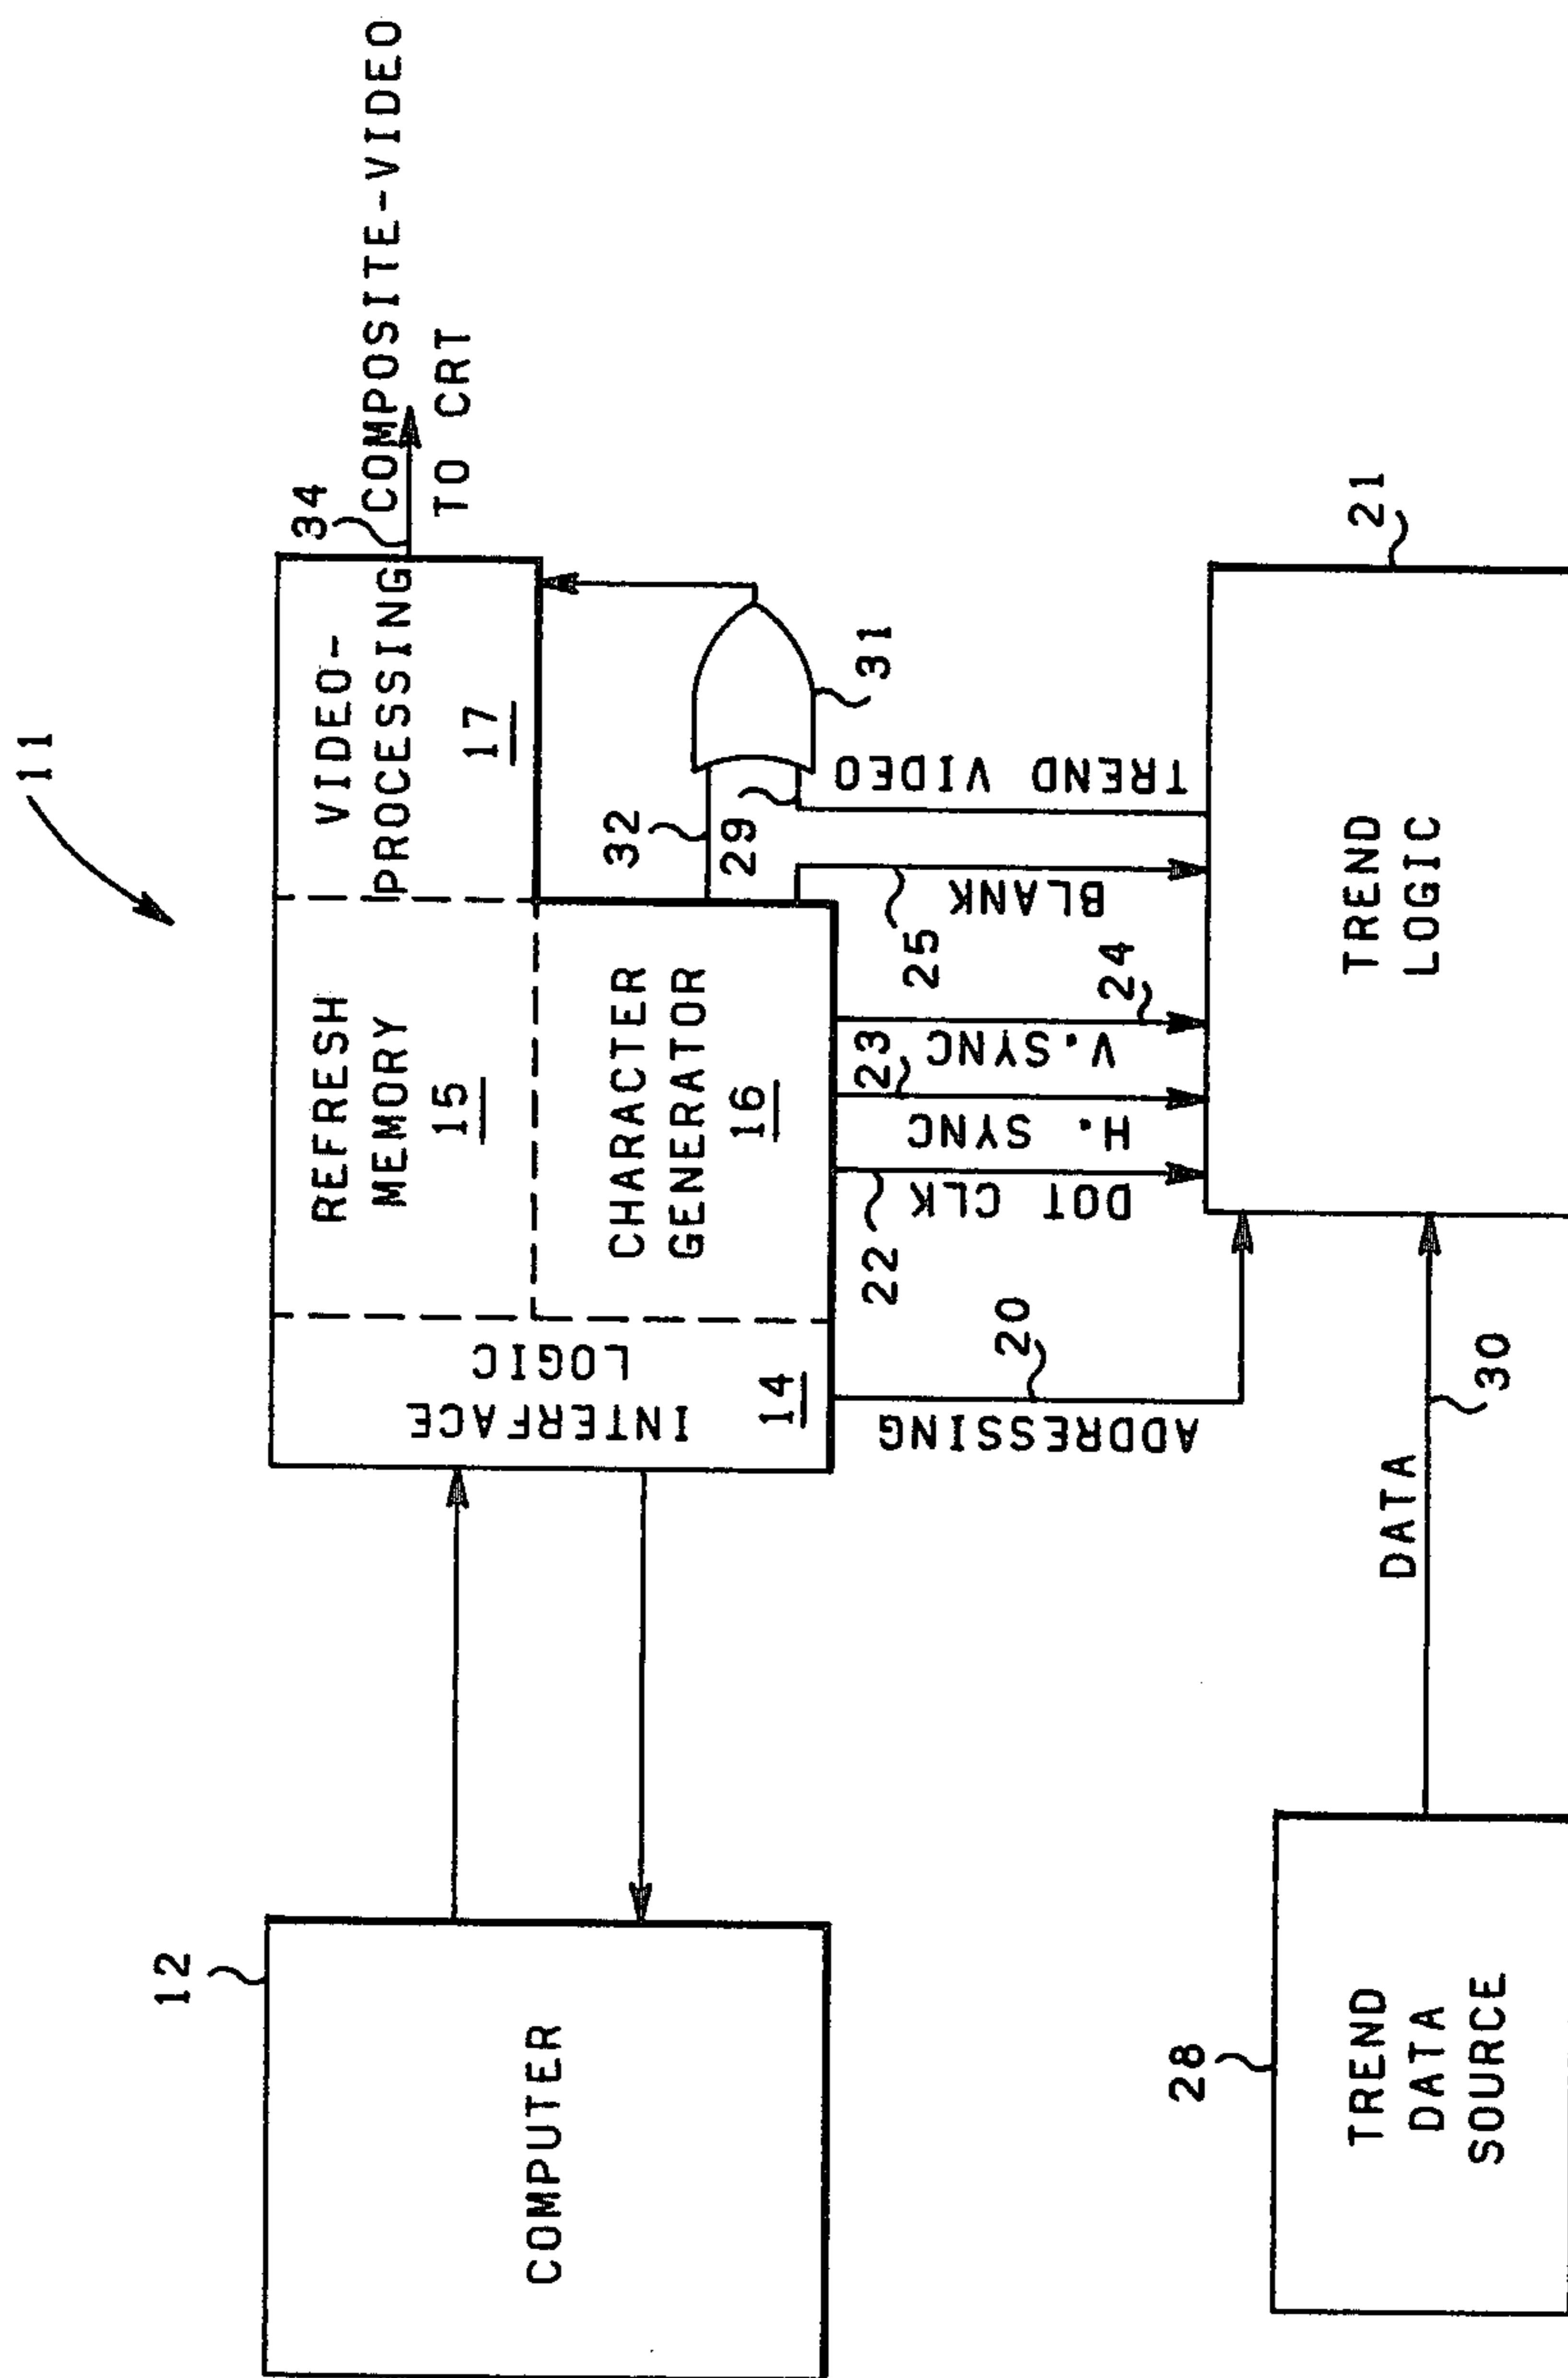 11
12
COMPUTER
INTERFACE
LOGIC
14
REFRESH
MEMORY
15
CHARACTER
GENERATOR
16
VIDEO-
PROCESSING
17
34
COMPOSITE-VIDEO
TO CRT
32
29
31
TREND VIDEO
BLANK
25
24
V.SYNC
23
H. SYNC
22
DOT CLK
20
ADDRESSING
21
TREND
LOGIC
DATA
30
28
TREND
DATA
SOURCE